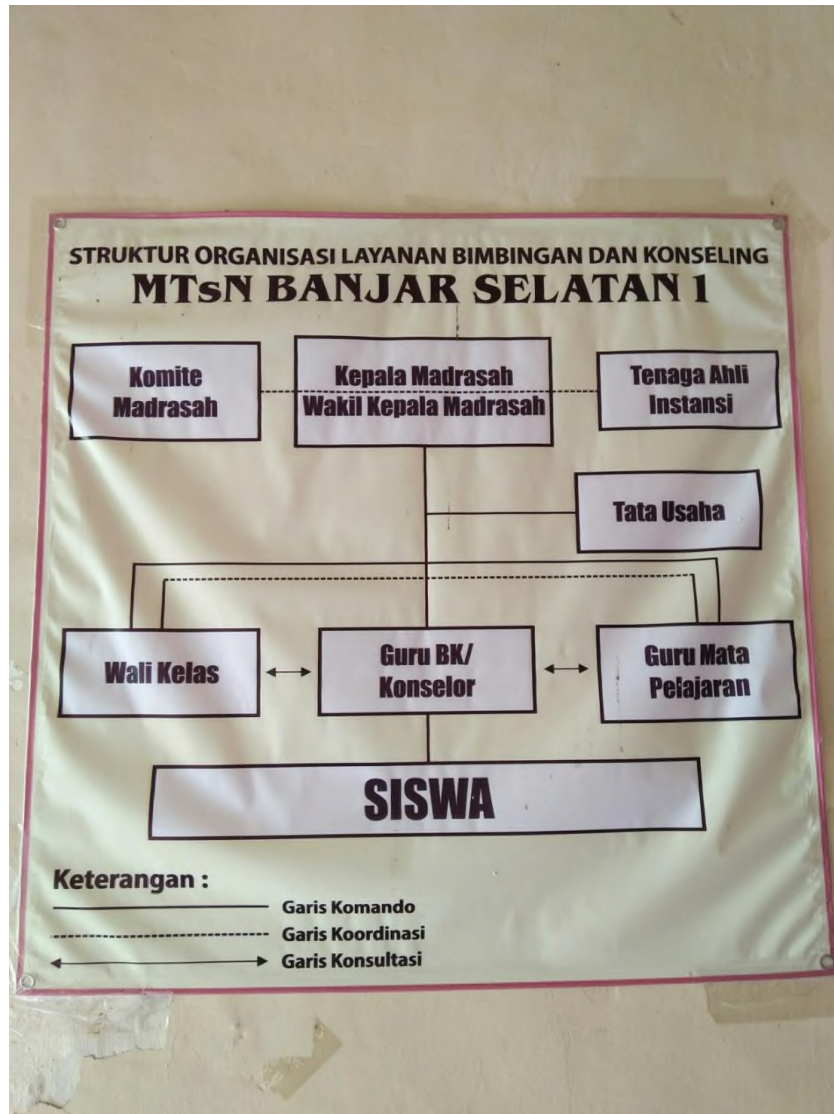 STRUKTUR ORGANISASI LAYANAN BIMBINGAN DAN KONSELING
MTsN BANJAR SELATAN 1
Komite
Madrasah
Kepala Madrasah
Wakil Kepala Madrasah
Tenaga Ahli
Instansi
Tata Usaha
Wali Kelas
Guru BK/
Konselor
Guru Mata
Pelajaran
SISWA
Keterangan :
Garis Komando
Garis Koordinasi
Garis Konsultasi